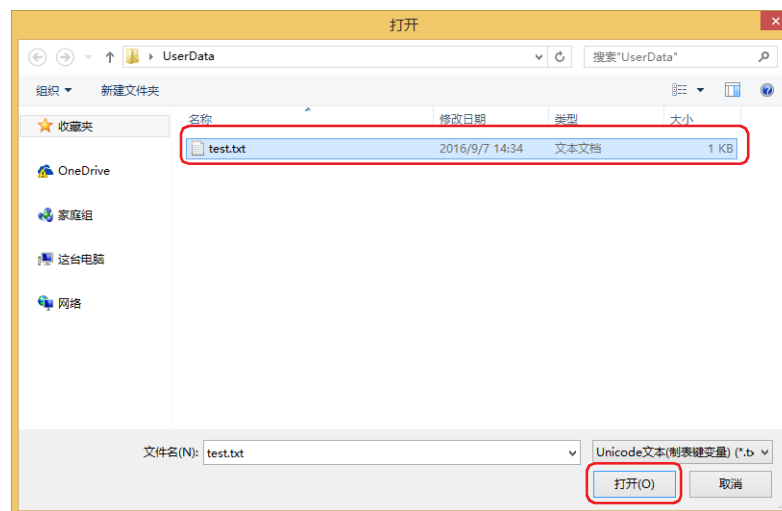 打开
UserData
搜索"UserData"
组织
新建文件夹
名称 修改日期 类型 大小
收藏夹
test.txt 2016/9/7 14:34 文本文档 1 KB
OneDrive
家庭组
这台电脑
网络
文件名(N): test.txt Unicode文本(制表键变量) (*.tx
打开(O) 取消